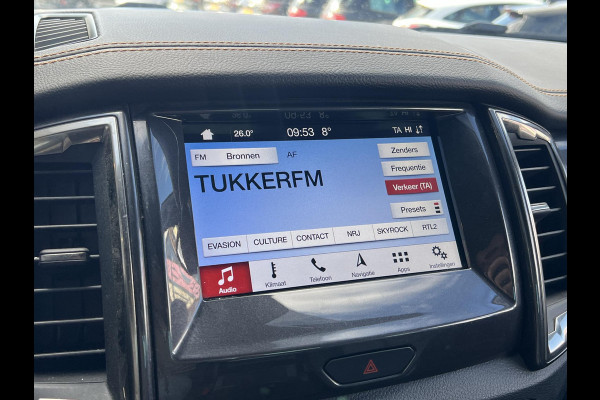 26.0° 09:53 8° TA HI
FM Bronnen AF
Zenders
TUKKERFM
Frequentie
Verkeer (TA)
Presets
EVASION CULTURE CONTACT NRJ SKYROCK RTL2
Audio Klimaat Telefoon Navigatie Apps Instellingen